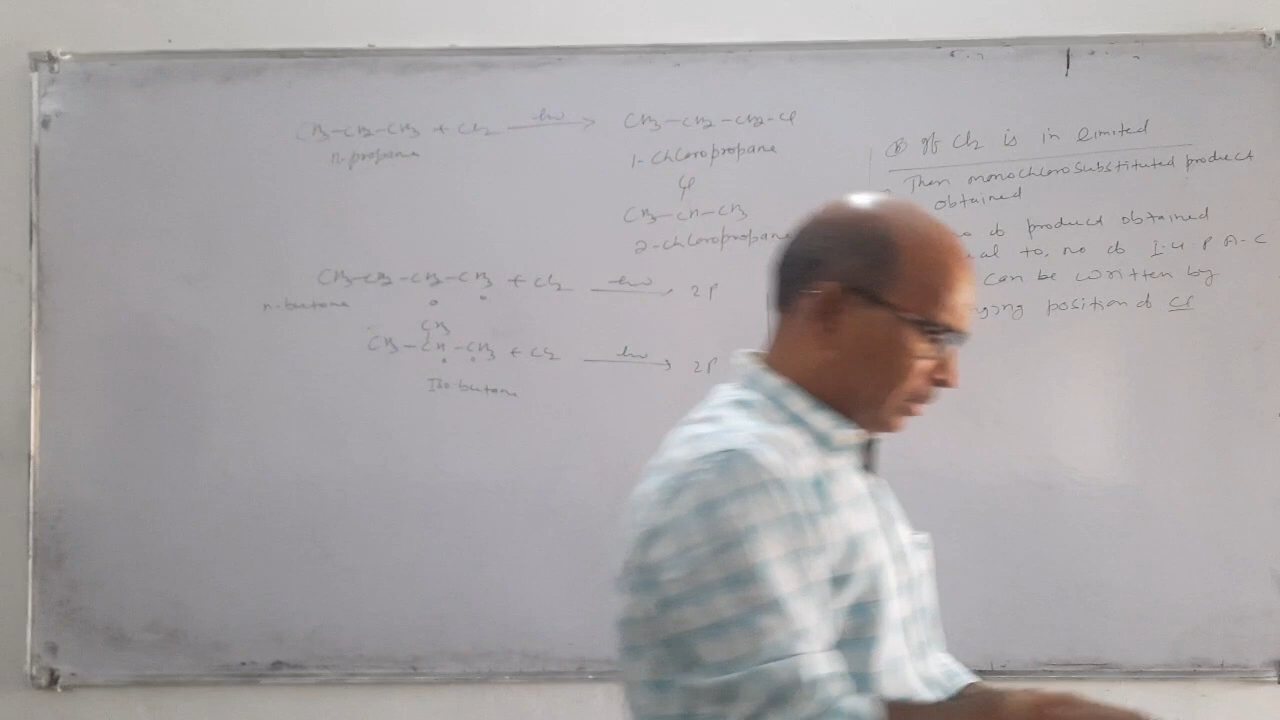 CH3-CH2-CH3 + Cl2 hν→ CH3-CH2-CH2-Cl
n-propane
1-chloropropane
Cl
CH3-CH-CH3
2-chloropropane
CH3-CH2-CH2-CH3 + Cl2 hν→ 2P
n-butane
CH3
CH3-CH-CH3 + Cl2 hν→ 2P
Iso-butane
If Cl2 is in limited
Then monochlorosubstituted product
obtained
product obtained
to, no of I.U.P.A.C
can be written by
position of Cl